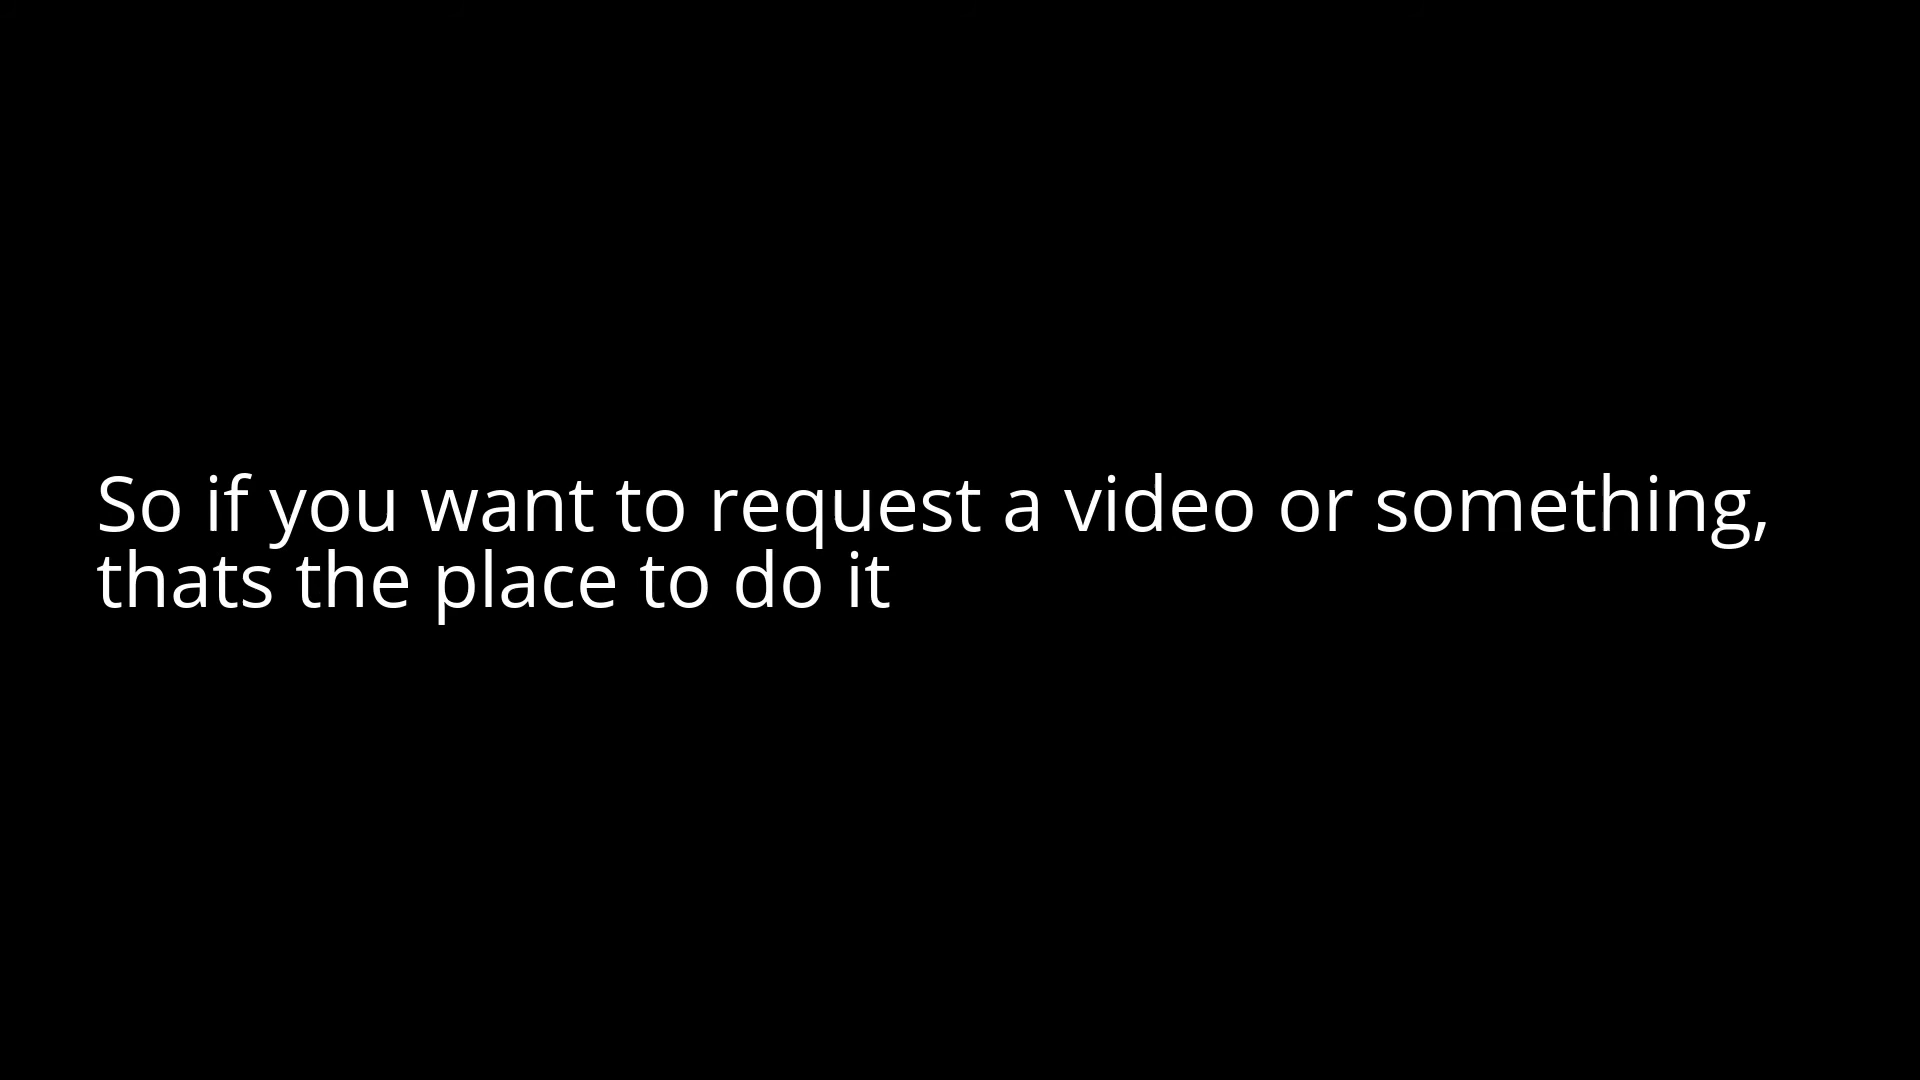 So if you want to request a video or something,
thats the place to do it